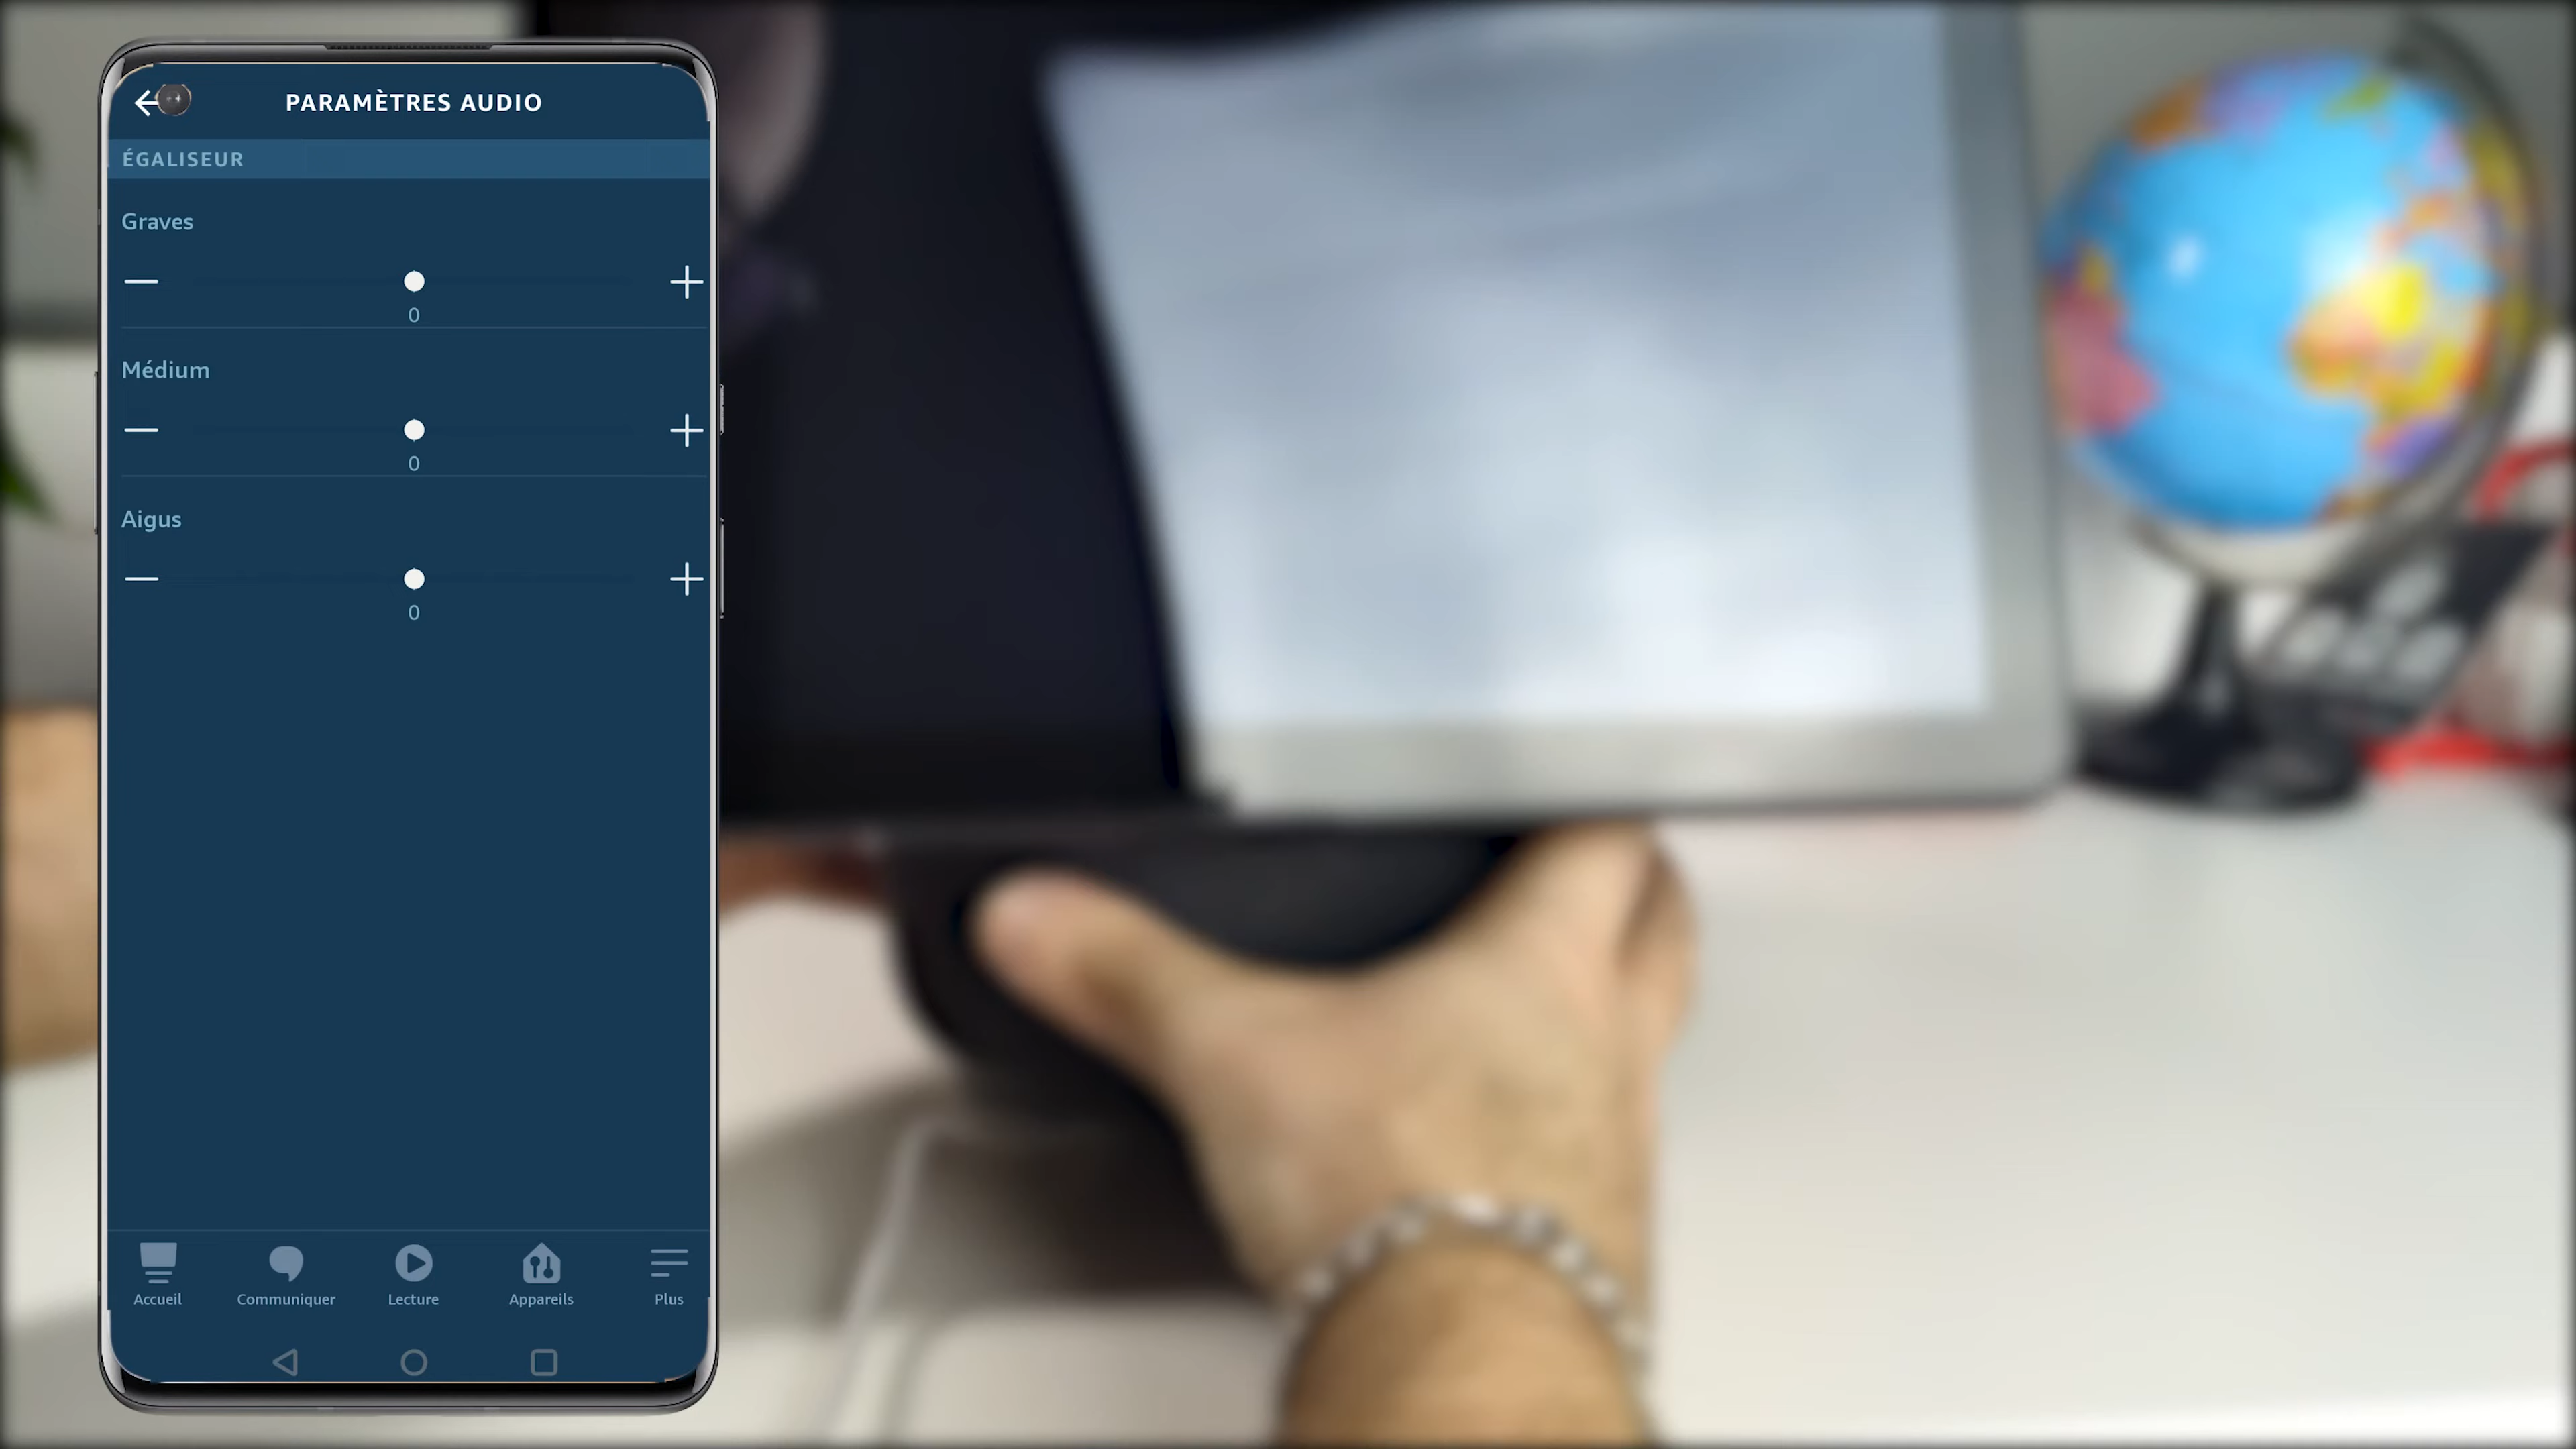 PARAMÈTRES AUDIO
ÉGALISEUR
Graves
0
Médium
0
Aigus
0
Accueil
Communiquer
Lecture
Appareils
Plus